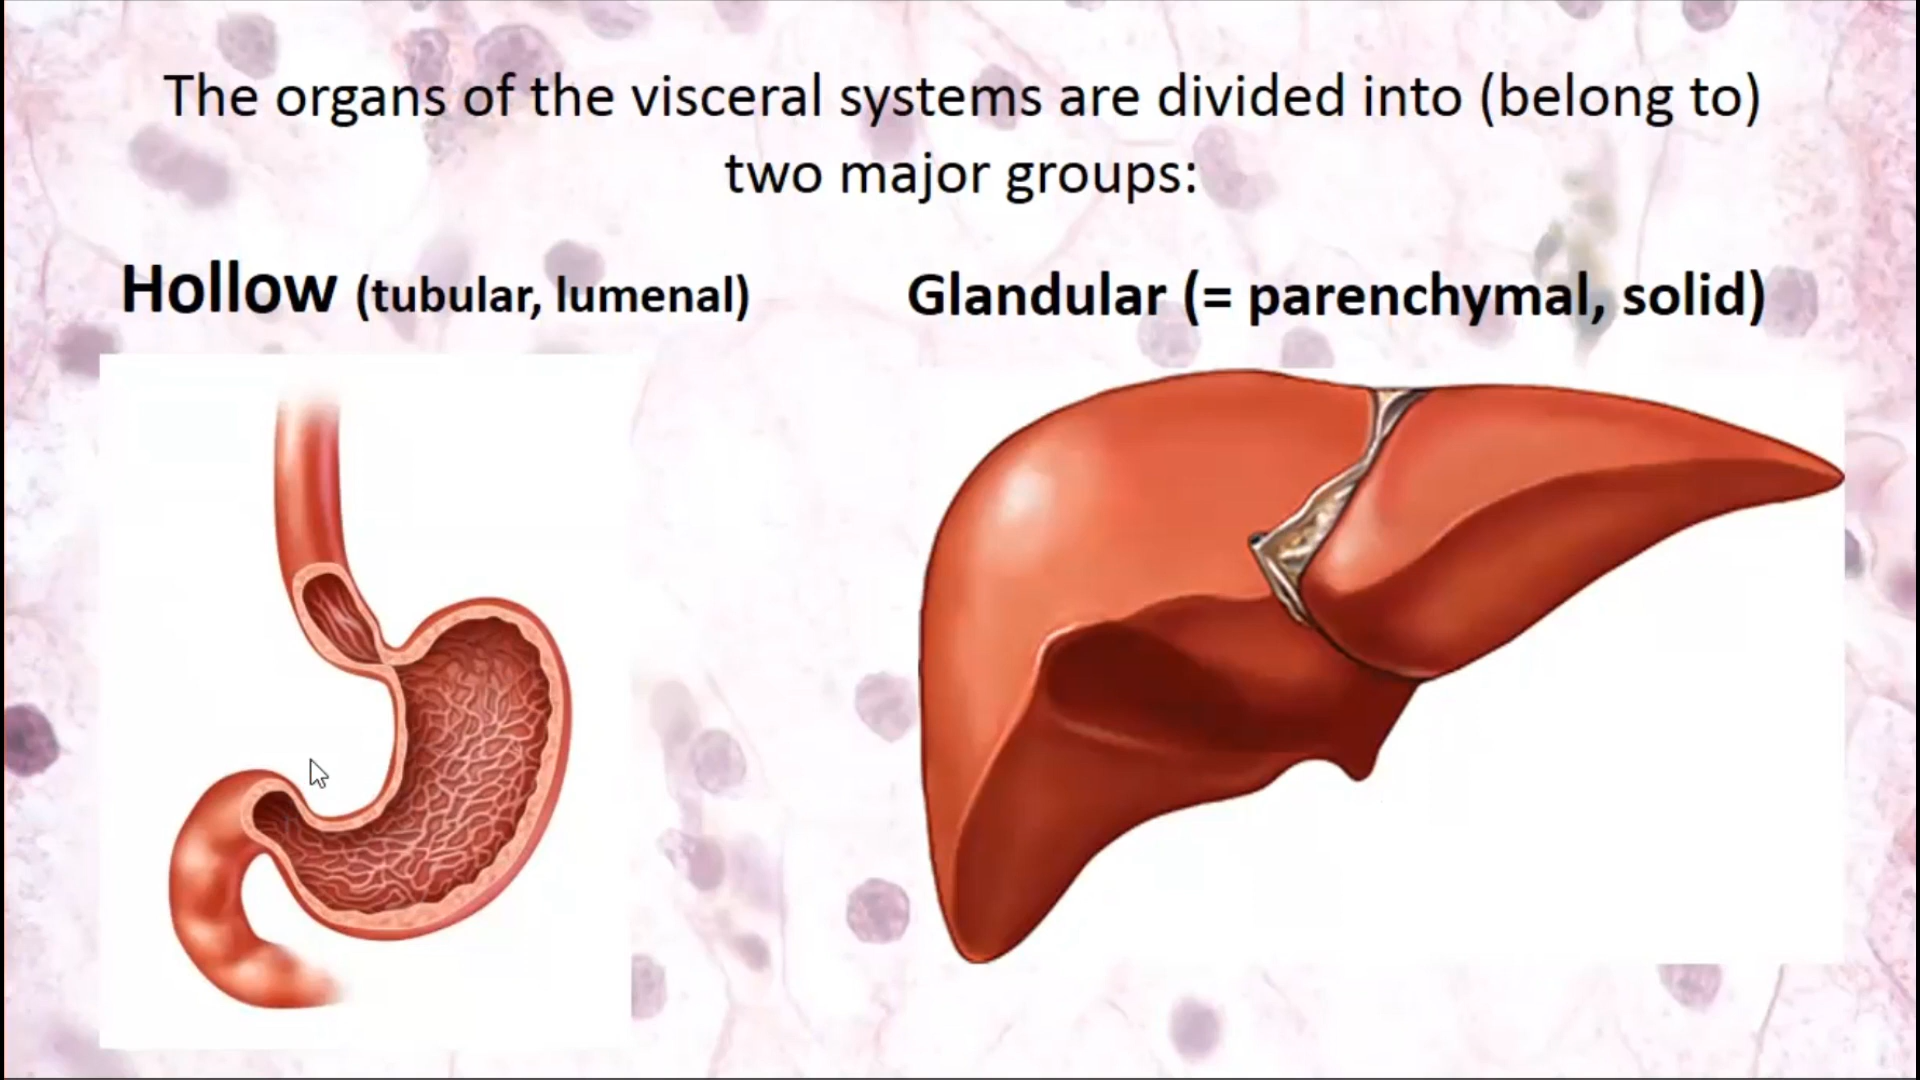 The organs of the visceral systems are divided into (belong to)
two major groups:
Hollow (tubular, lumenal)
Glandular (= parenchymal, solid)